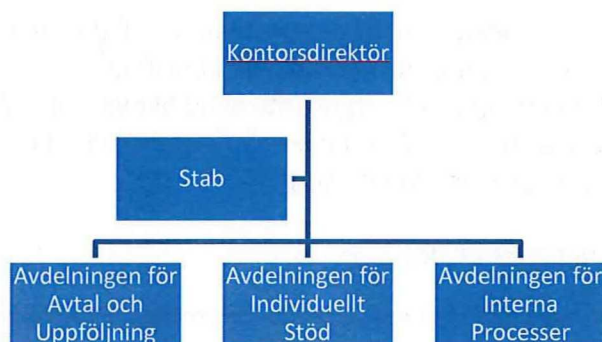 Kontorsdirektör
Stab
Avdelningen för
Avtal och
Uppföljning
Avdelningen för
Individuellt
Stöd
Avdelningen för
Interna
Processer